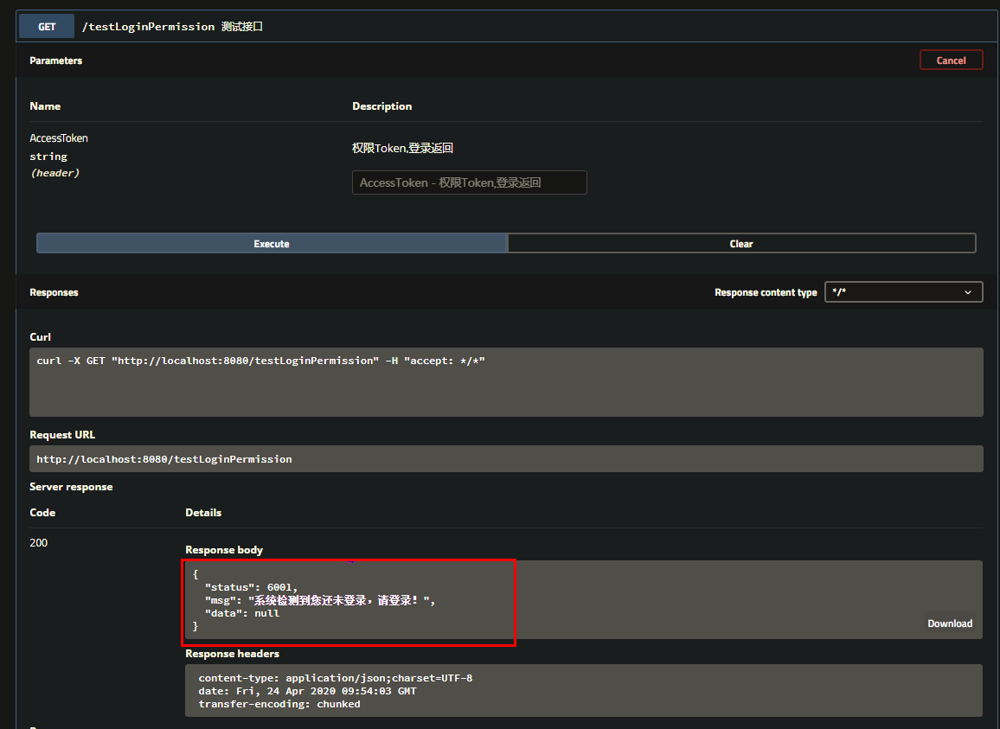 GET /testLoginPermission 测试接口
Parameters
Cancel
Name Description
AccessToken
string
(header)
权限Token,登录返回
AccessToken - 权限Token,登录返回
Execute Clear
Responses
Response content type */*
Curl
curl -X GET "http://localhost:8080/testLoginPermission" -H "accept: */*"
Request URL
http://localhost:8080/testLoginPermission
Server response
Code Details
200
Response body
{
"status": 6001,
"msg": "系统检测到您还未登录，请登录！",
"data": null
}
Download
Response headers
content-type: application/json;charset=UTF-8
date: Fri, 24 Apr 2020 09:54:03 GMT
transfer-encoding: chunked